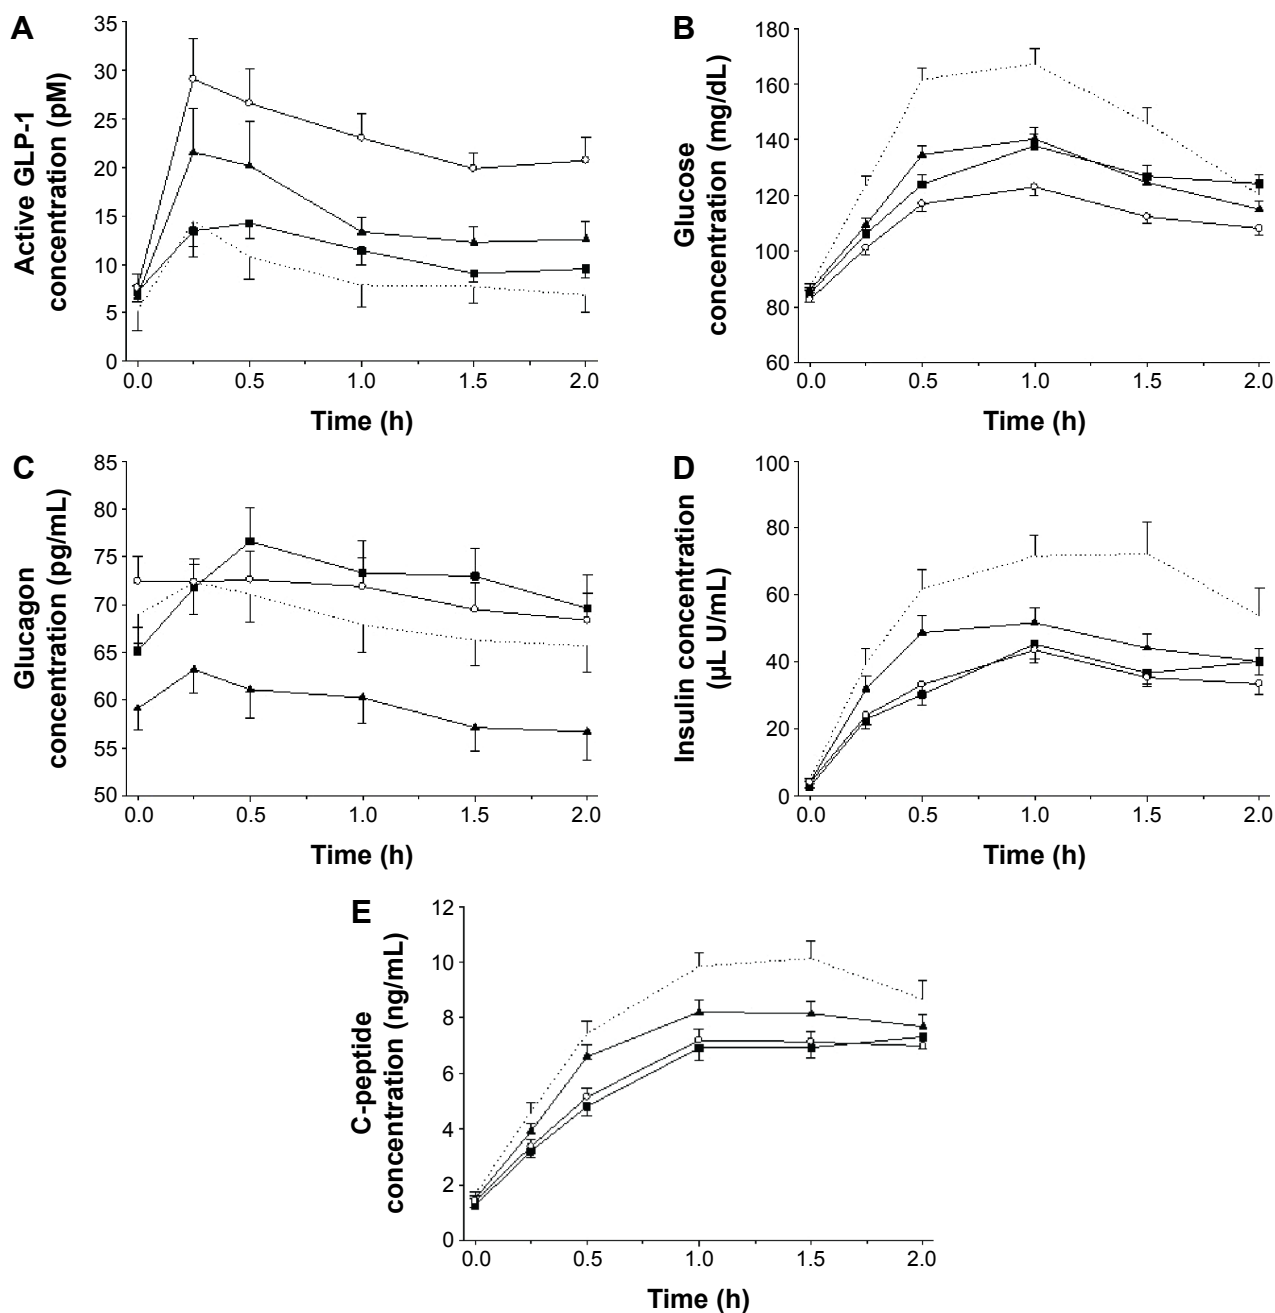 A
Active GLP-1
concentration (pM)
35
30
25
20
15
10
5
0
0.0 0.5 1.0 1.5 2.0
Time (h)
B
Glucose
concentration (mg/dL)
180
160
140
120
100
80
60
0.0 0.5 1.0 1.5 2.0
Time (h)
C
Glucagon
concentration (pg/mL)
85
80
75
70
65
60
55
50
0.0 0.5 1.0 1.5 2.0
Time (h)
D
Insulin concentration
(µL U/mL)
100
80
60
40
20
0
0.0 0.5 1.0 1.5 2.0
Time (h)
E
C-peptide
concentration (ng/mL)
12
10
8
6
4
2
0
0.0 0.5 1.0 1.5 2.0
Time (h)